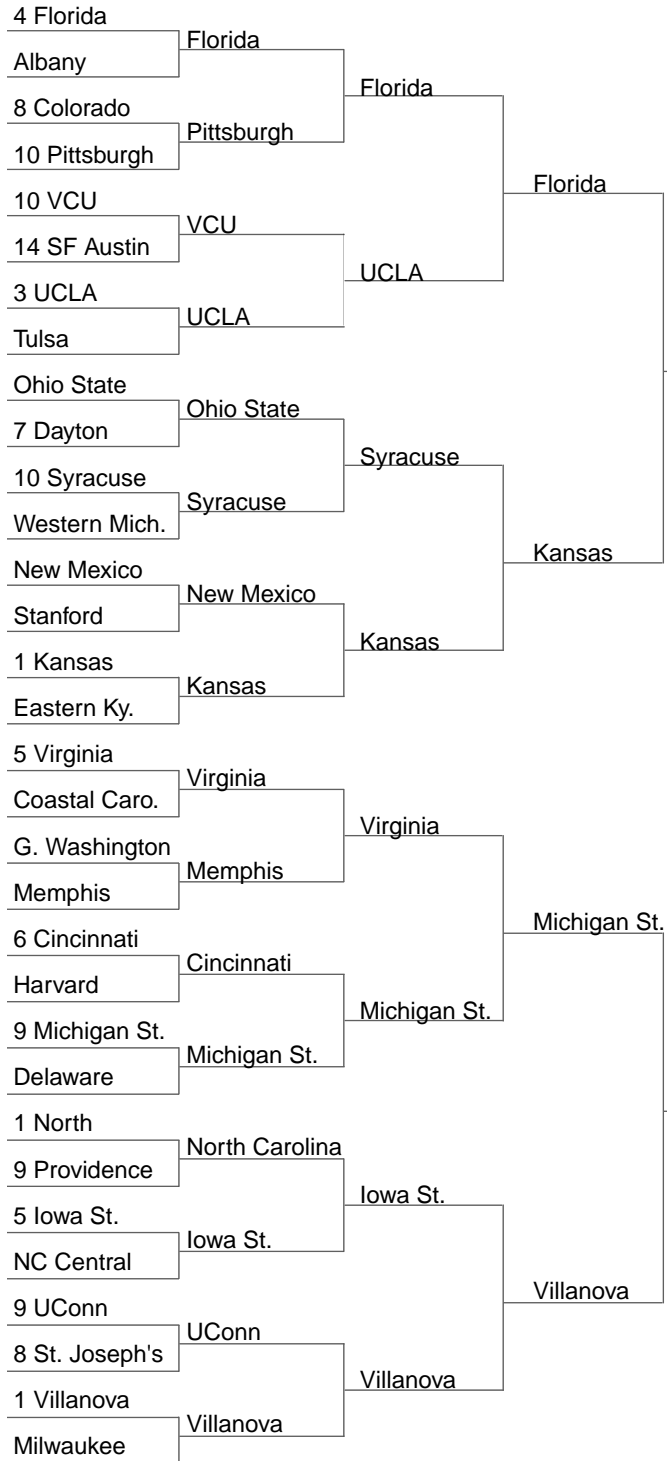 4 Florida
Albany
8 Colorado
10 Pittsburgh
10 VCU
14 SF Austin
3 UCLA
Tulsa
Ohio State
7 Dayton
10 Syracuse
Western Mich.
New Mexico
Stanford
1 Kansas
Eastern Ky.
5 Virginia
Coastal Caro.
G. Washington
Memphis
6 Cincinnati
Harvard
9 Michigan St.
Delaware
1 North
9 Providence
5 Iowa St.
NC Central
9 UConn
8 St. Joseph's
1 Villanova
Milwaukee
Florida
Pittsburgh
VCU
UCLA
Ohio State
Syracuse
New Mexico
Kansas
Virginia
Memphis
Cincinnati
Michigan St.
North Carolina
Iowa St.
UConn
Villanova
Florida
UCLA
Syracuse
Kansas
Virginia
Michigan St.
Iowa St.
Villanova
Florida
Kansas
Michigan St.
Villanova